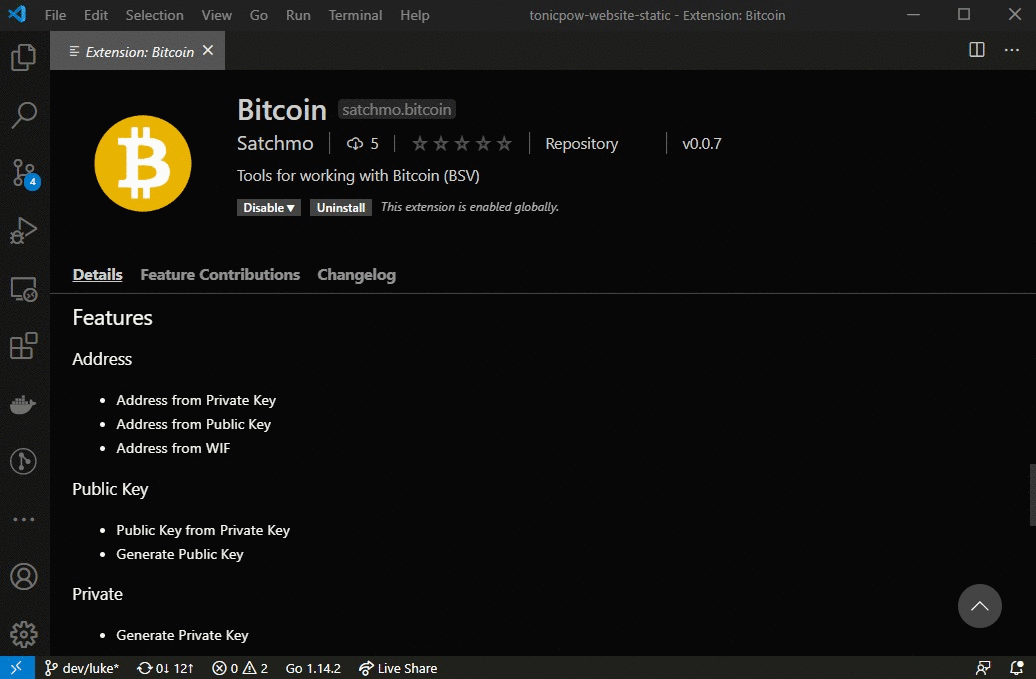 File Edit Selection View Go Run Terminal Help tonicpow-website-static - Extension: Bitcoin
Extension: Bitcoin
Bitcoin satchmo.bitcoin
Satchmo 5 Repository v0.0.7
Tools for working with Bitcoin (BSV)
Disable Uninstall This extension is enabled globally.
4
Details Feature Contributions Changelog
Features
Address
• Address from Private Key
• Address from Public Key
• Address from WIF
Public Key
• Public Key from Private Key
• Generate Public Key
Private
• Generate Private Key
dev/luke* 0↓ 12↑ 0 2 Go 1.14.2 Live Share